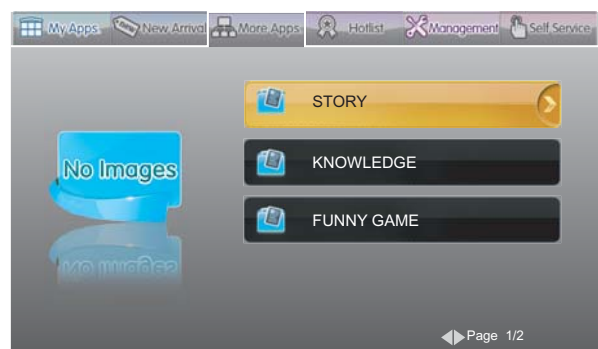 My Apps New New Arrival More Apps Hotlist Management Self Service
STORY
No Images
KNOWLEDGE
FUNNY GAME
Page 1/2